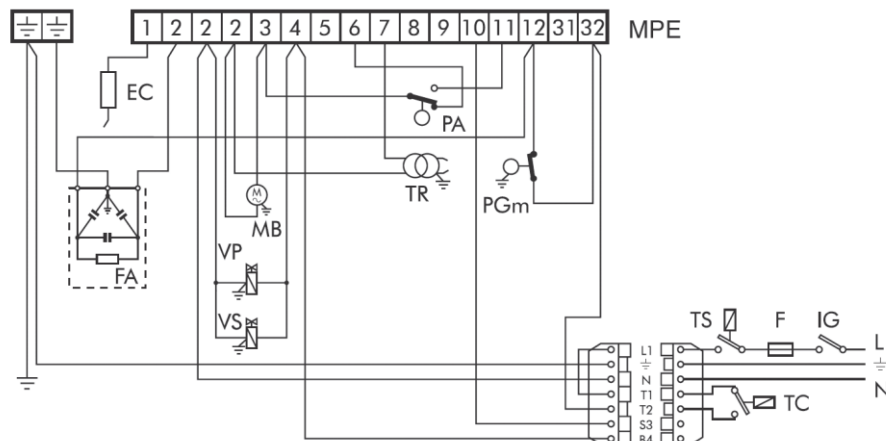 1 2 2 2 3 4 5 6 7 8 9 10 11 12 31 32 MPE
EC
PA
TR
PGm
M
MB
FA
VP
VS
TS F IG
L1 L
N N
T1
T2 TC
S3
B4